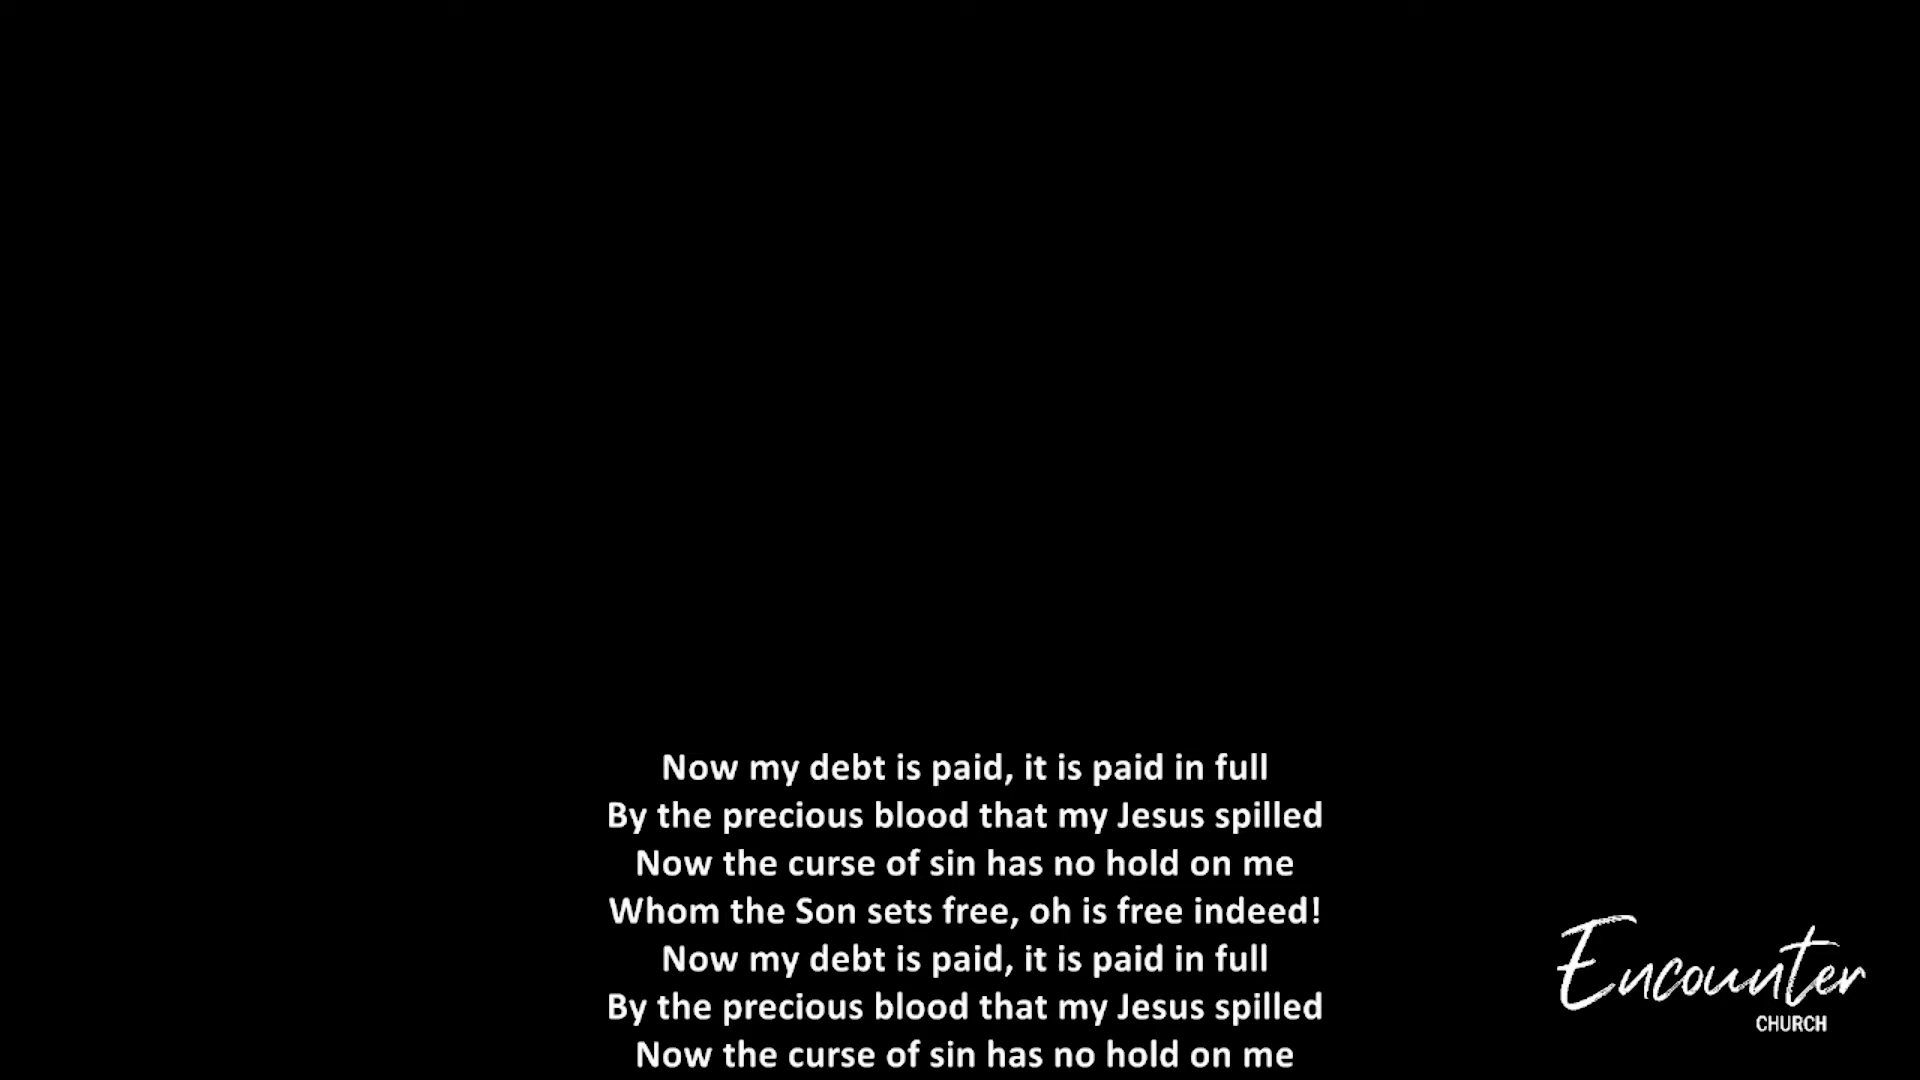 Now my debt is paid, it is paid in full
By the precious blood that my Jesus spilled
Now the curse of sin has no hold on me
Whom the Son sets free, oh is free indeed!
Now my debt is paid, it is paid in full
By the precious blood that my Jesus spilled
Now the curse of sin has no hold on me
Encounter
CHURCH